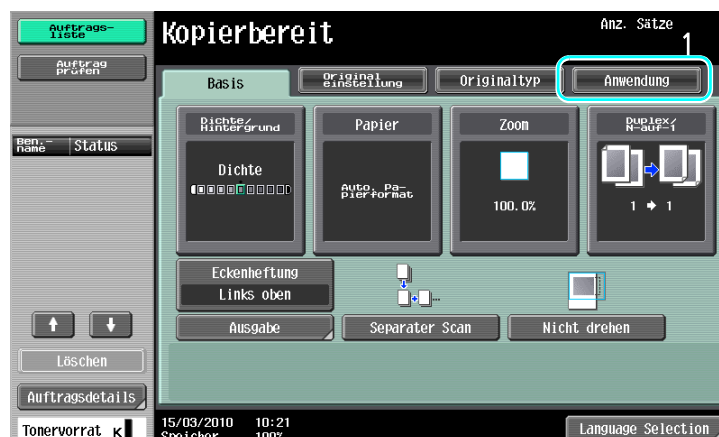 Auftrags-
liste
Auftrag
prüfen
Kopierbereit
Anz. Sätze
1
Basis
Original
einstellung
Originaltyp
Anwendung
Ben.-
name
Status
Dichte/
Hintergrund
Papier
Zoom
Duplex/
N-auf-1
Dichte
Auto. Pa-
pierformat
100.0%
1 → 1
Eckenheftung
Links oben
Ausgabe
Separater Scan
Nicht drehen
Löschen
Auftragsdetails
Tonervorrat K
15/03/2010 10:21
Speicher 100%
Language Selection